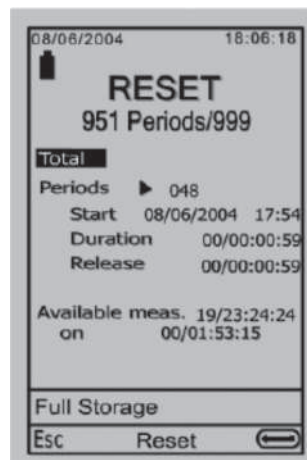 08/06/2004 18:06:18
RESET
951 Periods/999
Total
Periods ▶ 048
Start 08/06/2004 17:54
Duration 00/00:00:59
Release 00/00:00:59
Available meas. 19/23:24:24
on 00/01:53:15
Full Storage
Esc Reset